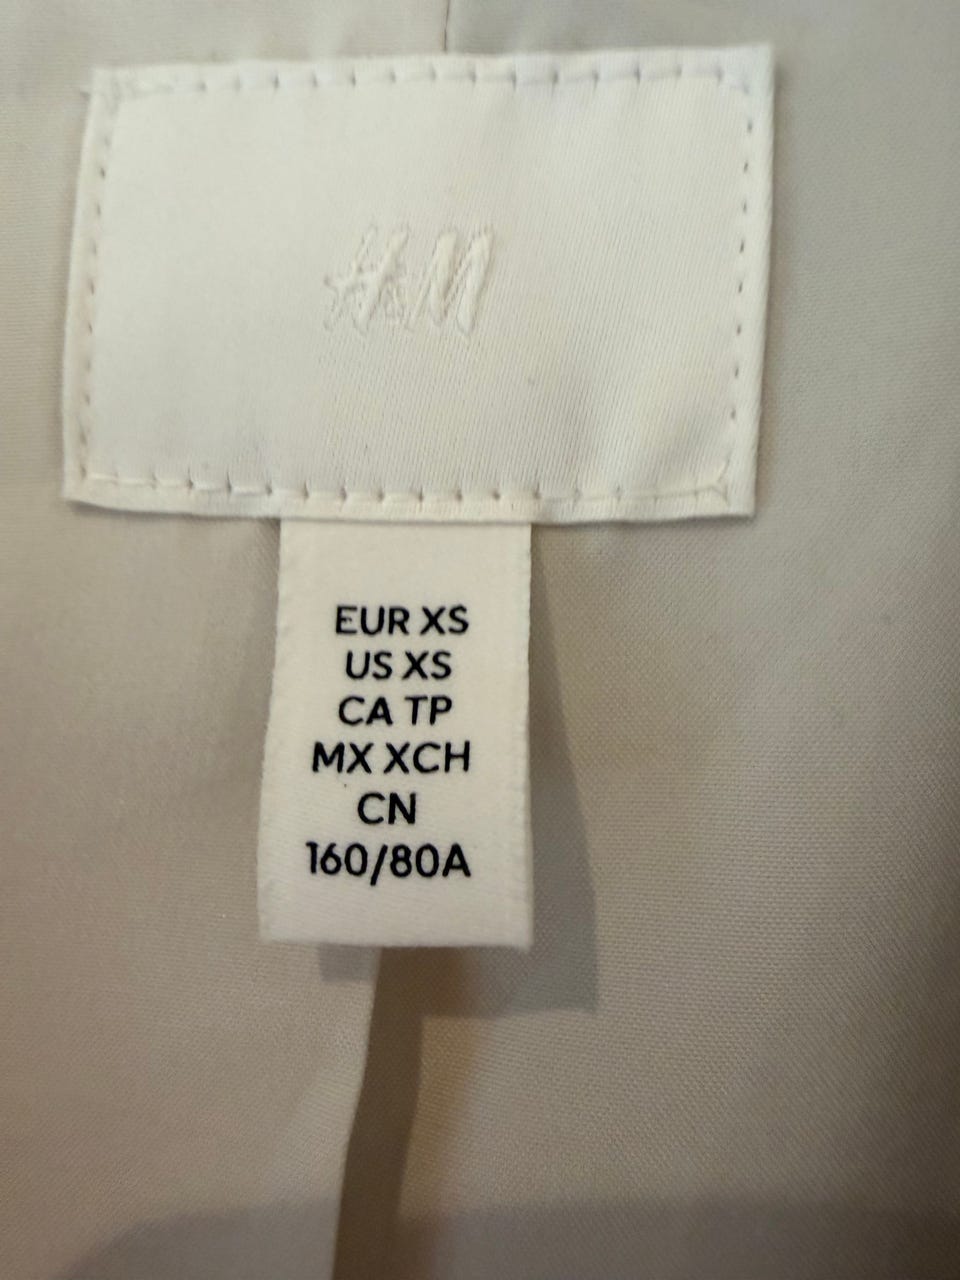 H&M
EUR XS
US XS
CA TP
MX XCH
CN
160/80A